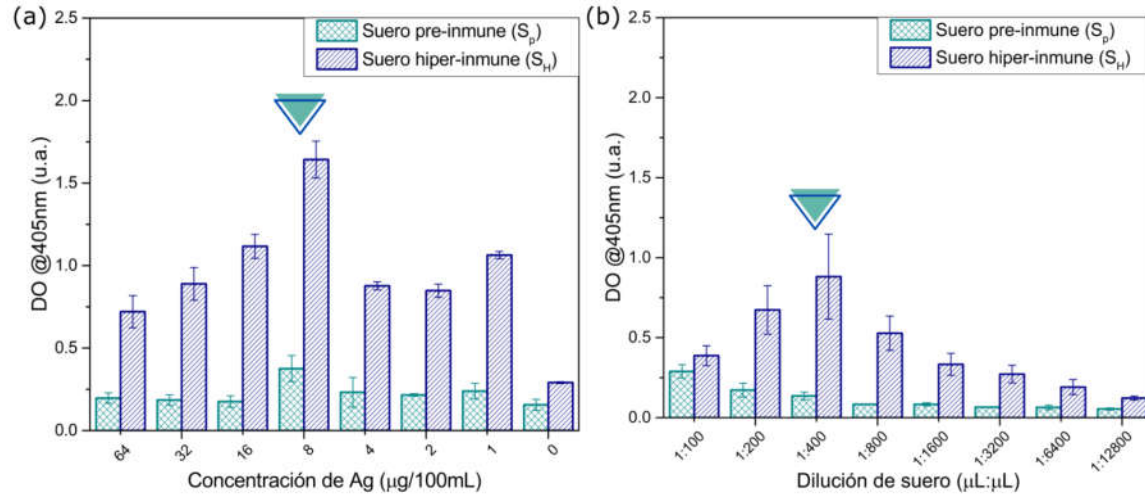 (a)
2.5
2.0
1.5
1.0
0.5
0.0
DO @405nm (u.a.)
Suero pre-inmune (Sp)
Suero hiper-inmune (SH)
64 32 16 8 4 2 1 0
Concentración de Ag (µg/100mL)
(b)
2.5
2.0
1.5
1.0
0.5
0.0
DO @405nm (u.a.)
Suero pre-inmune (Sp)
Suero hiper-inmune (SH)
1:100 1:200 1:400 1:800 1:1600 1:3200 1:6400 1:12800
Dilución de suero (µL:µL)